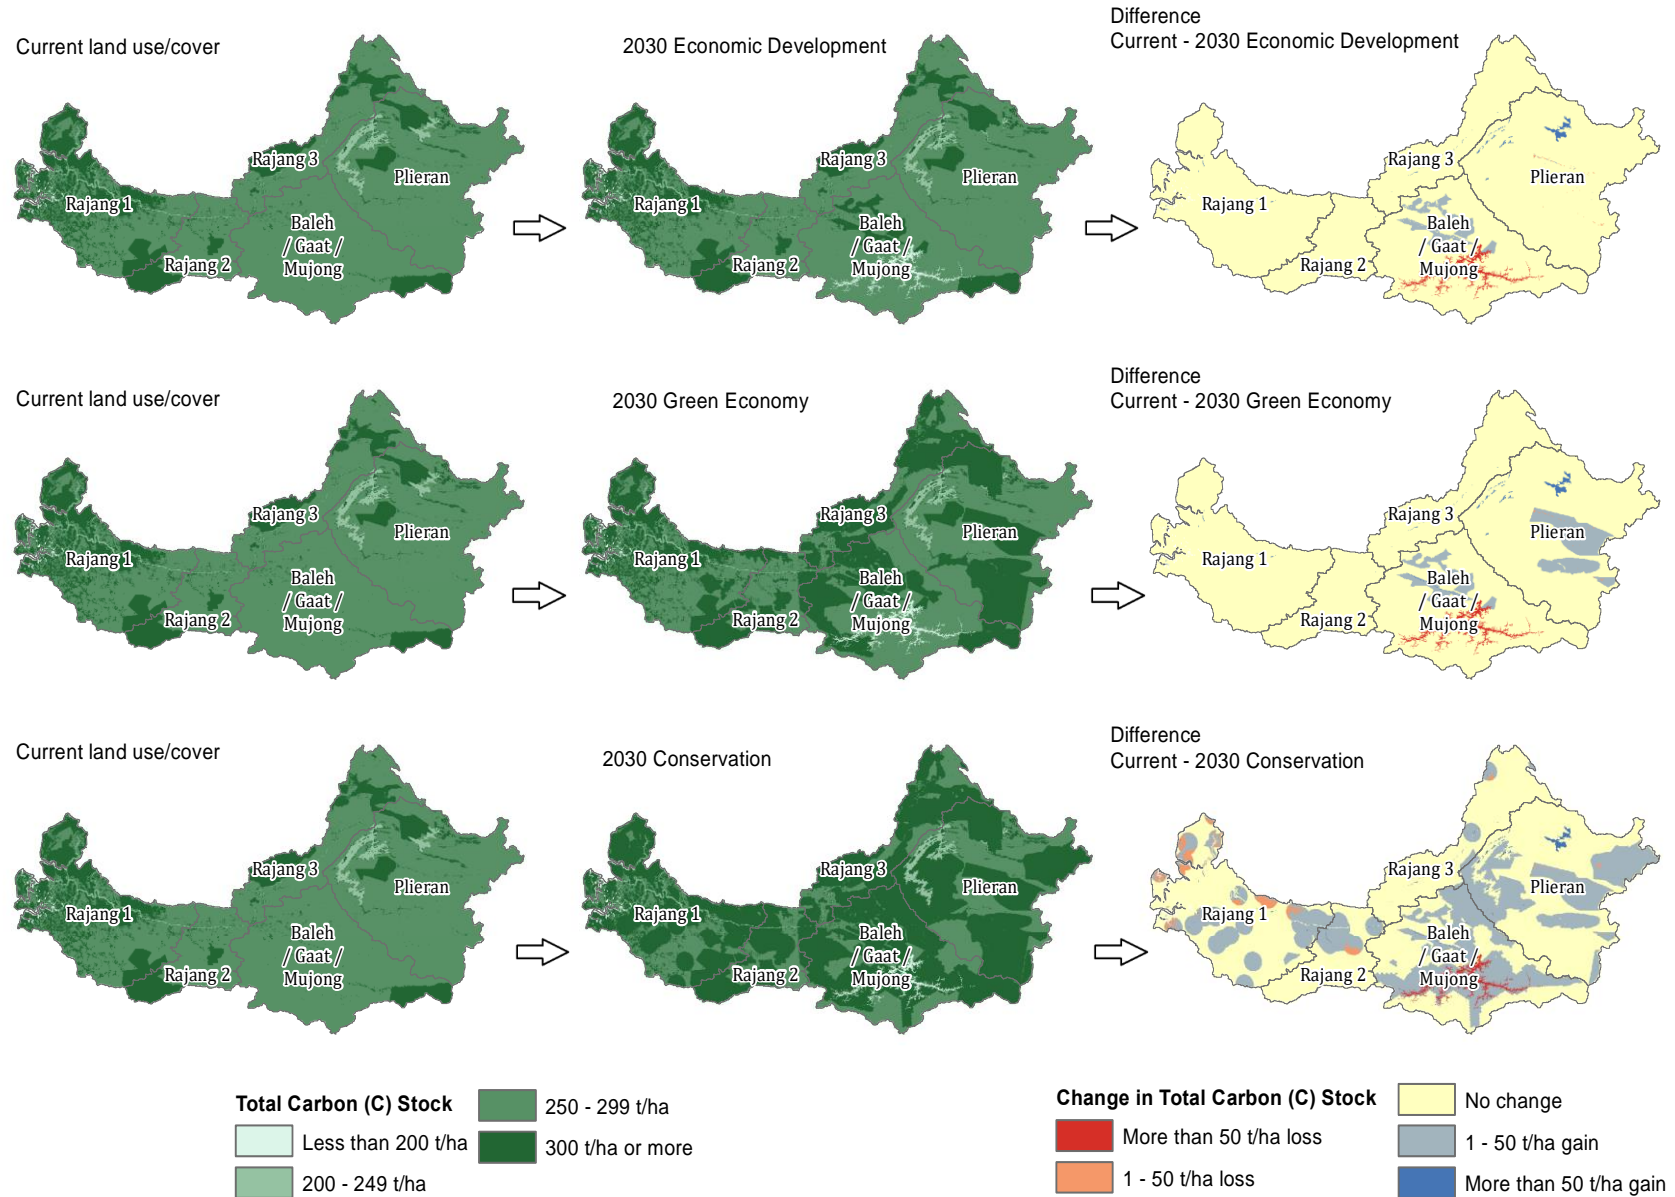 Current land use/cover
2030 Economic Development
Difference
Current - 2030 Economic Development
Rajang 1
Rajang 2
Rajang 3
Baleh
/ Gaat /
Mujong
Plieran
Rajang 1
Rajang 2
Rajang 3
Baleh
/ Gaat /
Mujong
Plieran
Rajang 1
Rajang 2
Rajang 3
Baleh
/ Gaat /
Mujong
Plieran
Current land use/cover
2030 Green Economy
Difference
Current - 2030 Green Economy
Rajang 1
Rajang 2
Rajang 3
Baleh
/ Gaat /
Mujong
Plieran
Rajang 1
Rajang 2
Rajang 3
Baleh
/ Gaat /
Mujong
Plieran
Rajang 1
Rajang 2
Rajang 3
Baleh
/ Gaat /
Mujong
Plieran
Current land use/cover
2030 Conservation
Difference
Current - 2030 Conservation
Rajang 1
Rajang 2
Rajang 3
Baleh
/ Gaat /
Mujong
Plieran
Rajang 1
Rajang 2
Rajang 3
Baleh
/ Gaat /
Mujong
Plieran
Rajang 1
Rajang 2
Rajang 3
Baleh
/ Gaat /
Mujong
Plieran
Total Carbon (C) Stock
Less than 200 t/ha
200 - 249 t/ha
250 - 299 t/ha
300 t/ha or more
Change in Total Carbon (C) Stock
More than 50 t/ha loss
1 - 50 t/ha loss
No change
1 - 50 t/ha gain
More than 50 t/ha gain